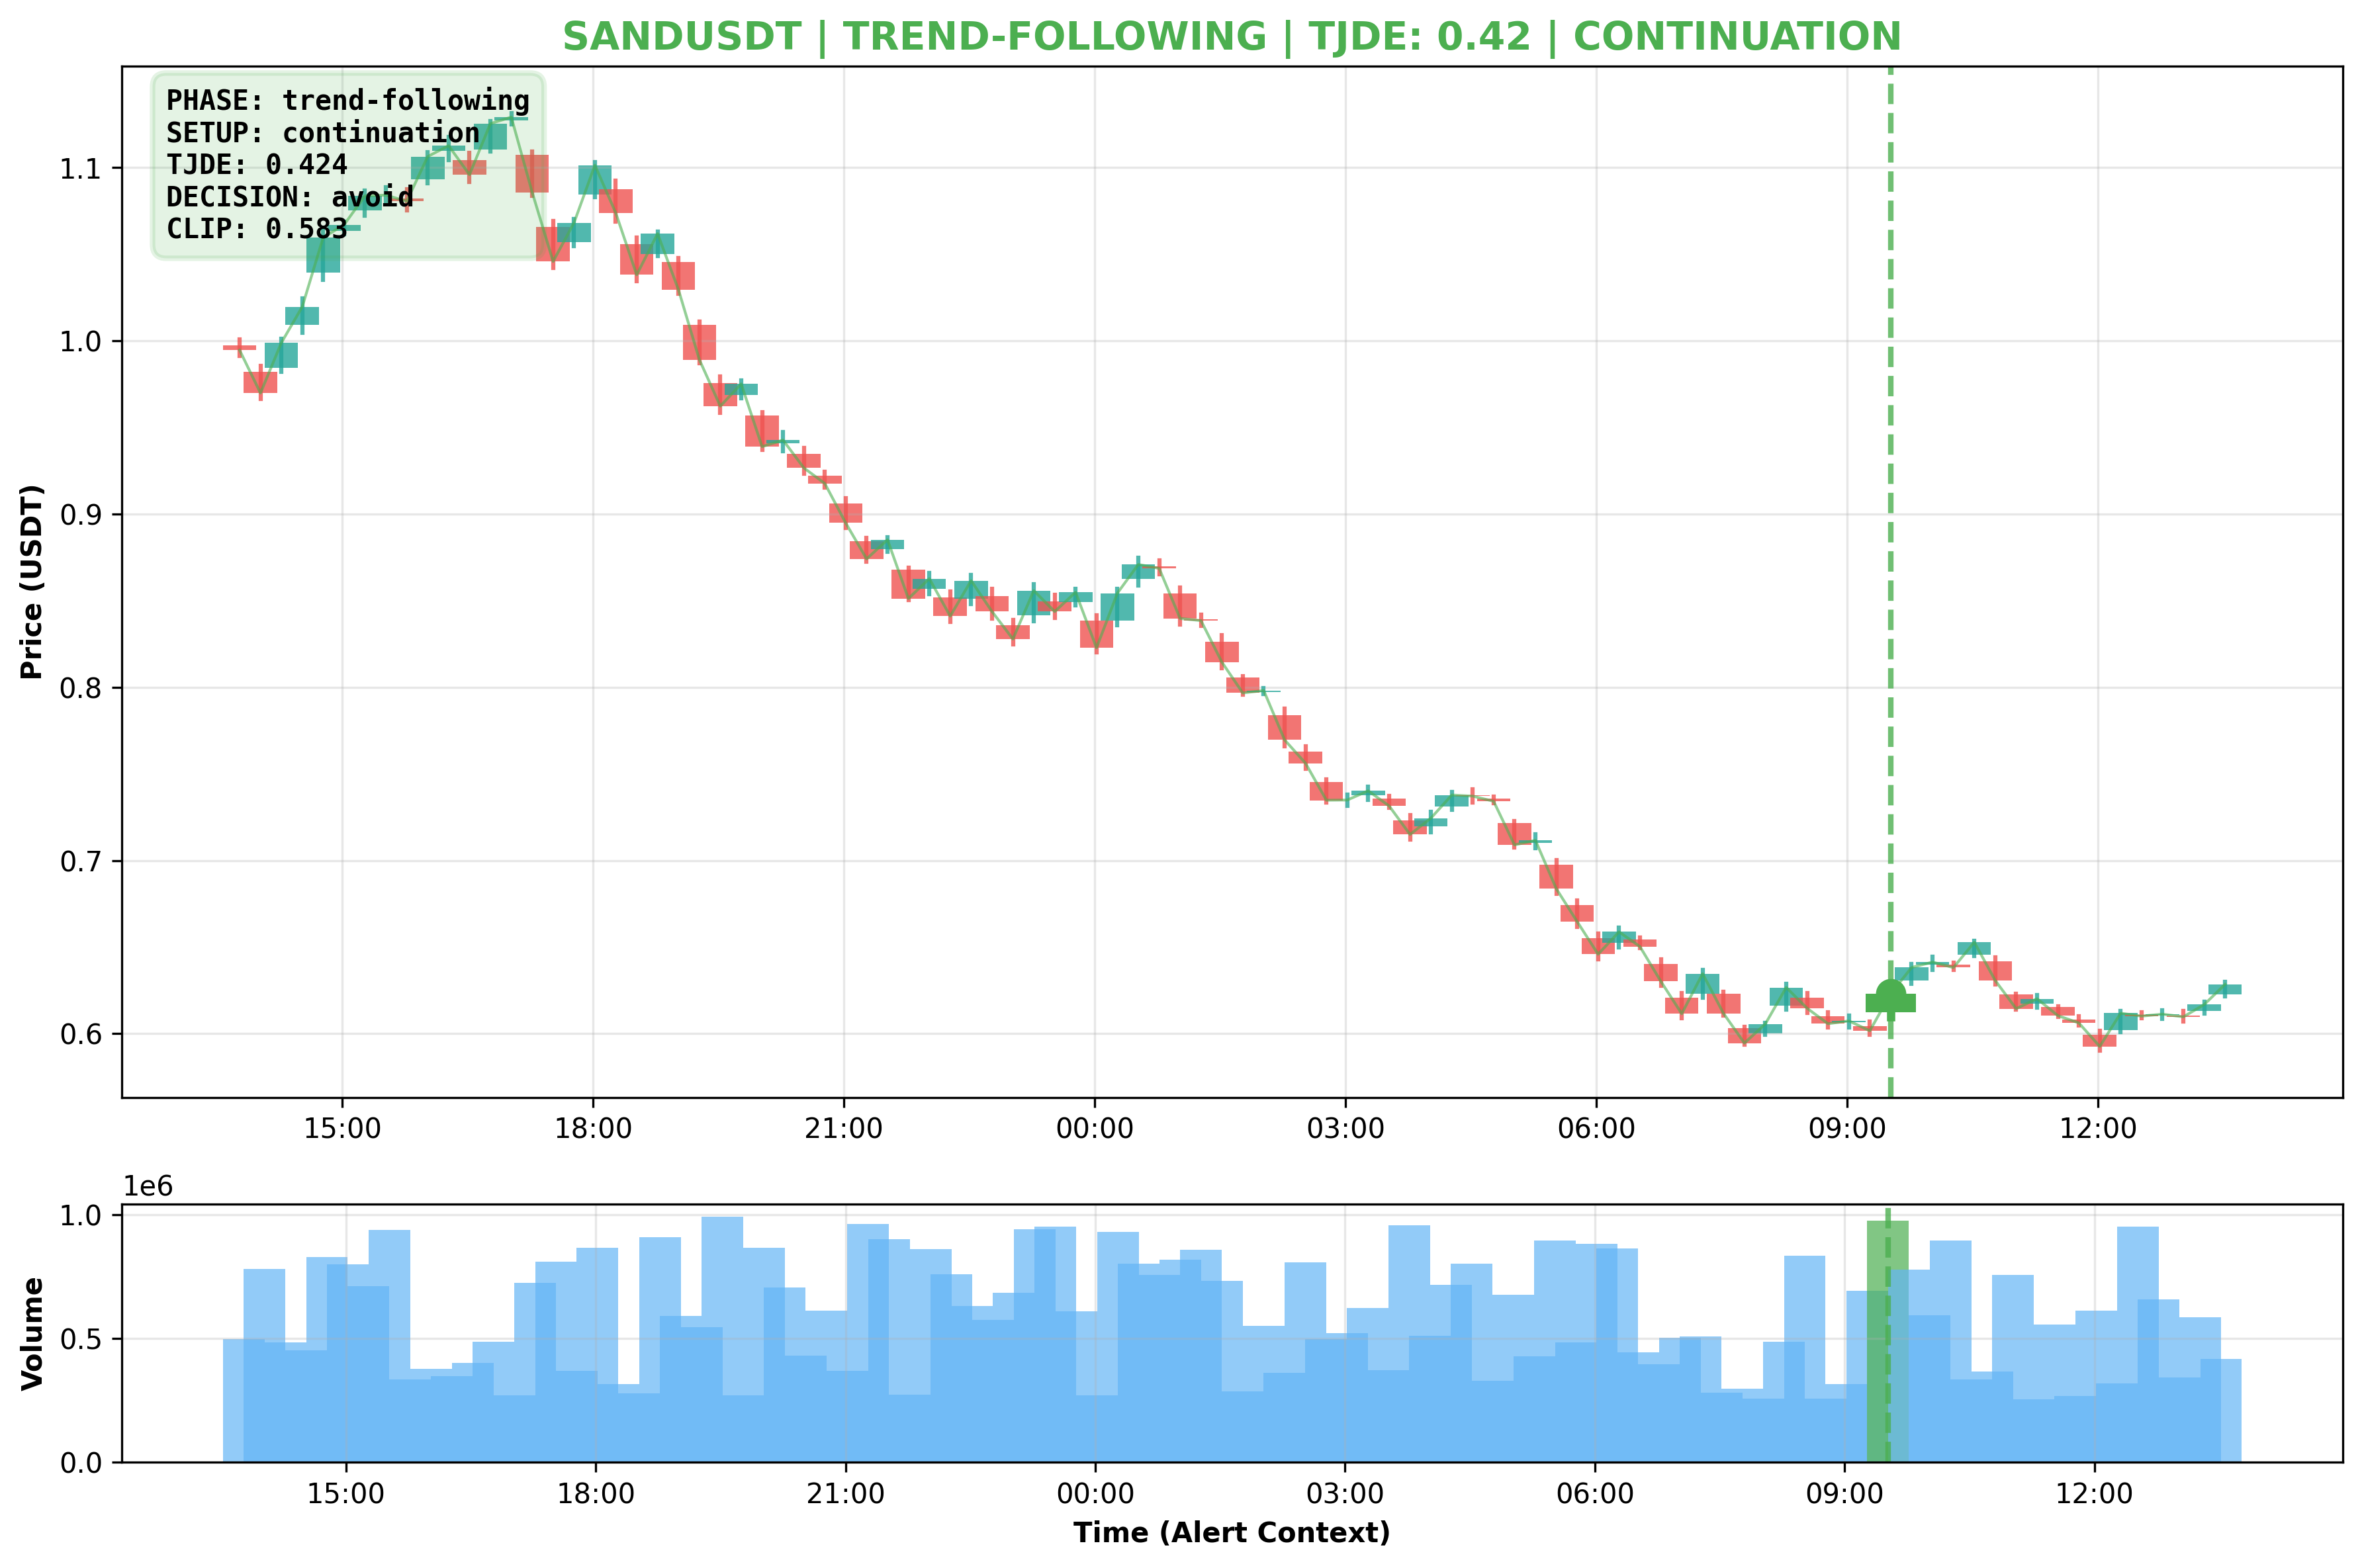 SANDUSDT | TREND-FOLLOWING | TJDE: 0.42 | CONTINUATION
PHASE: trend-following
SETUP: continuation
TJDE: 0.424
DECISION: avoid
CLIP: 0.583
Price (USDT)
1.1
1.0
0.9
0.8
0.7
0.6
15:00
18:00
21:00
00:00
03:00
06:00
09:00
12:00
1e6
Volume
1.0
0.5
0.0
15:00
18:00
21:00
00:00
03:00
06:00
09:00
12:00
Time (Alert Context)